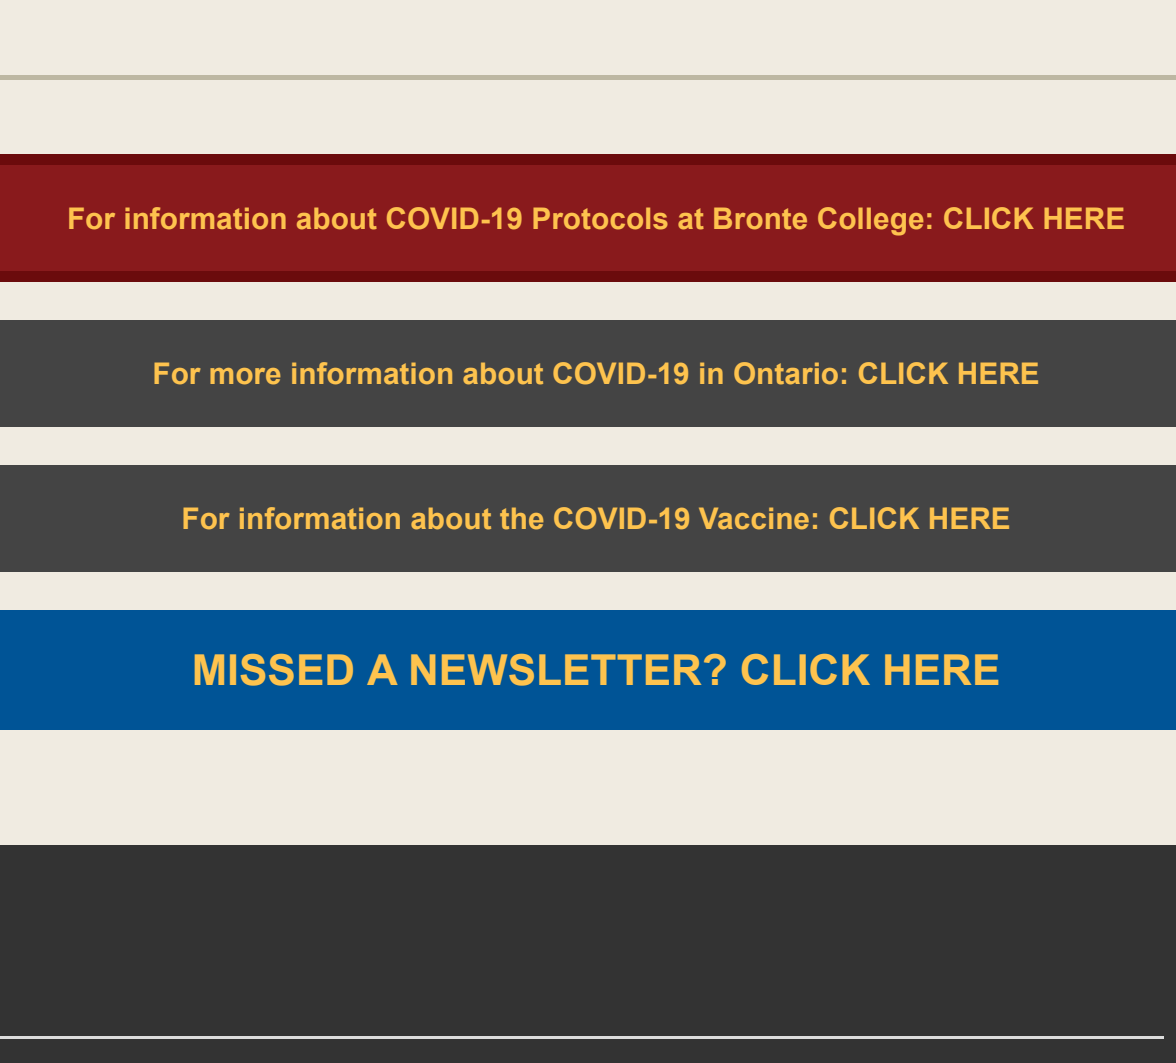 For information about COVID-19 Protocols at Bronte College: CLICK HERE
For more information about COVID-19 in Ontario: CLICK HERE
For information about the COVID-19 Vaccine: CLICK HERE
MISSED A NEWSLETTER? CLICK HERE